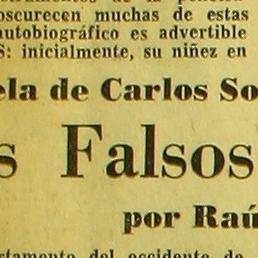 oscurecen muchas de estas
autobiográfico es advertible
S: inicialmente, su niñez en
ela de Carlos So
s Falsos
por Raú
rtamento del occidente de